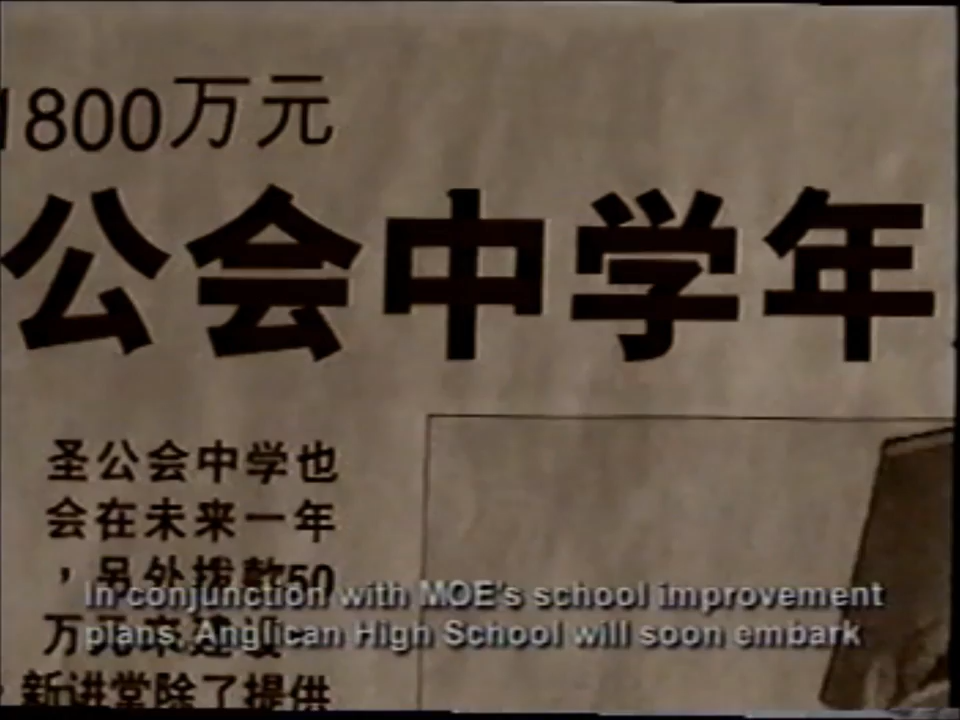 1800万元
公会中学年
圣公会中学也
会在未来一年
，另外拨款50
万元来建设
新讲堂除了提供
In conjunction with MOE's school improvement
plans, Anglican High School will soon embark